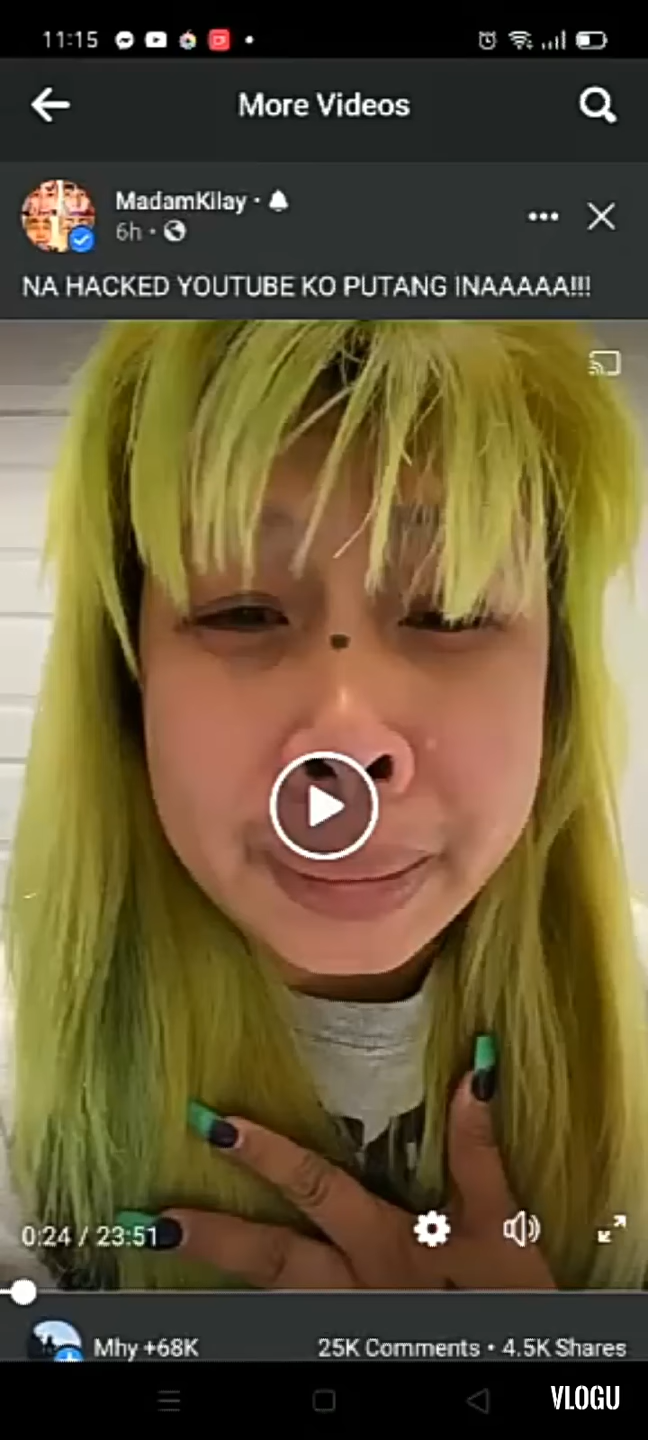 11:15
More Videos
MadamKilay
6h
NA HACKED YOUTUBE KO PUTANG INAAAAA!!!
0:24 / 23:51
Mhy +68K
25K Comments • 4.5K Shares
VLOGU